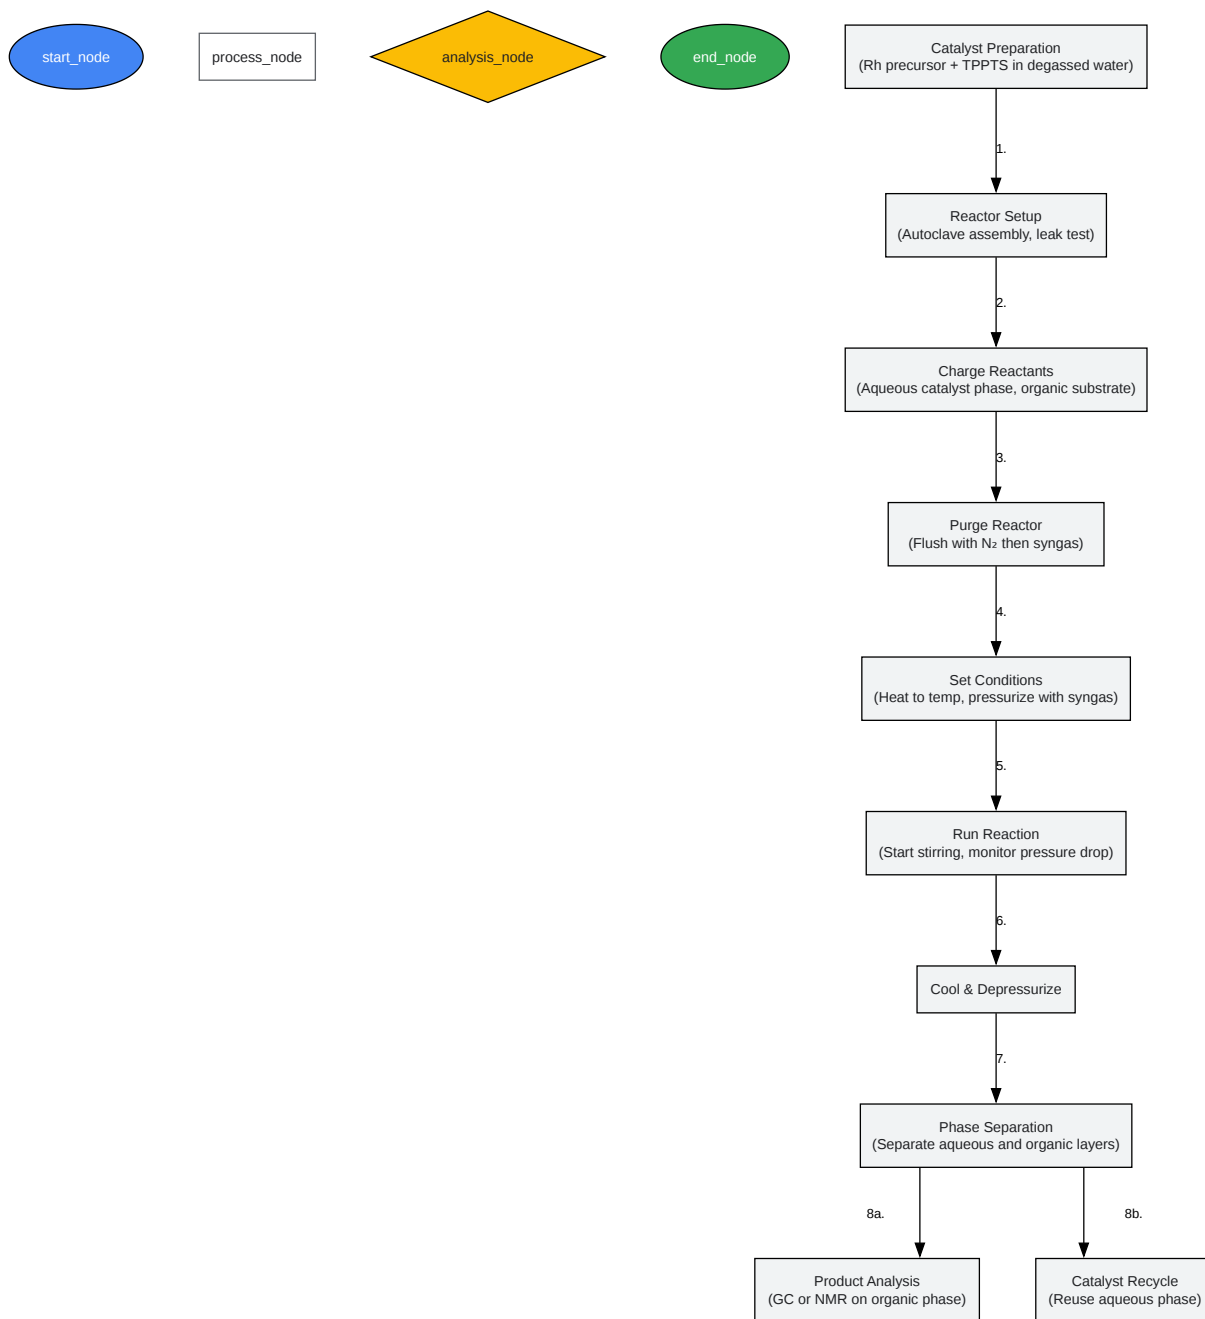 start_node
process_node
analysis_node
end_node
Catalyst Preparation
(Rh precursor + TPPTS in degassed water)
1.
Reactor Setup
(Autoclave assembly, leak test)
2.
Charge Reactants
(Aqueous catalyst phase, organic substrate)
3.
Purge Reactor
(Flush with N₂ then syngas)
4.
Set Conditions
(Heat to temp, pressurize with syngas)
5.
Run Reaction
(Start stirring, monitor pressure drop)
6.
Cool & Depressurize
7.
Phase Separation
(Separate aqueous and organic layers)
8a.
8b.
Product Analysis
(GC or NMR on organic phase)
Catalyst Recycle
(Reuse aqueous phase)